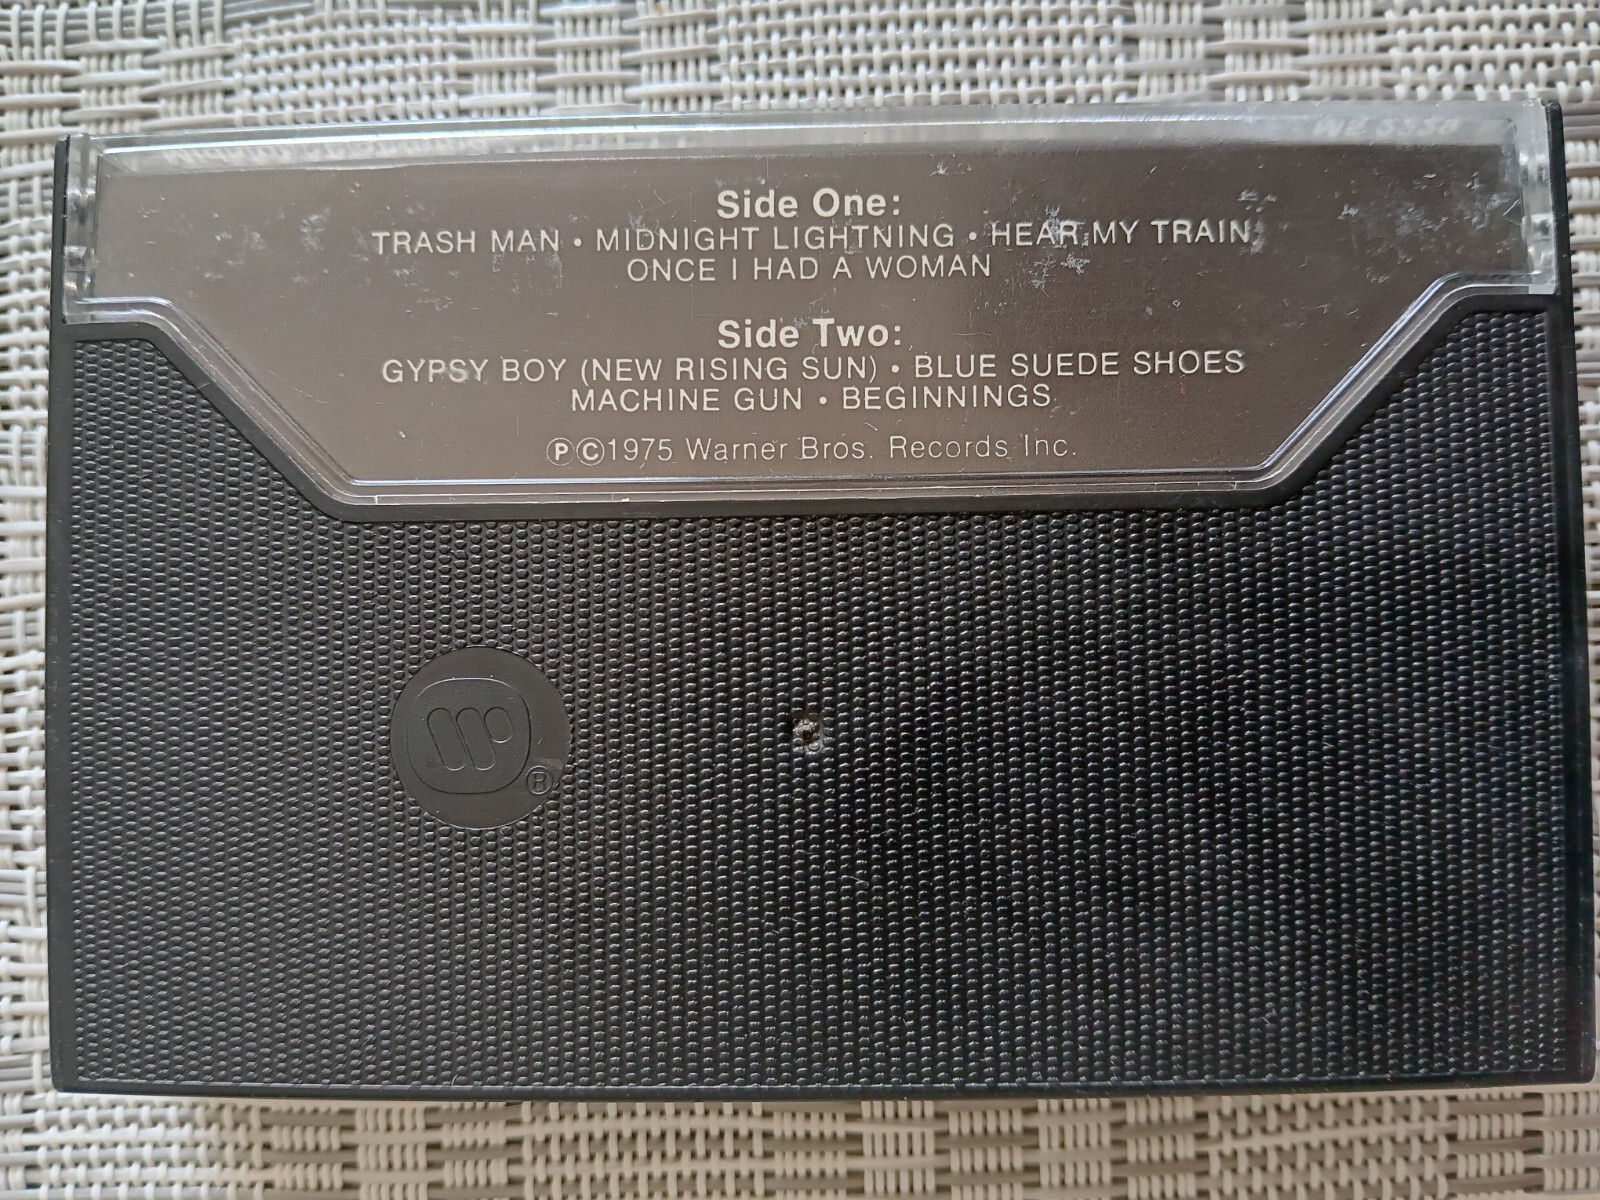 Side One:
TRASH MAN • MIDNIGHT LIGHTNING • HEAR MY TRAIN
ONCE I HAD A WOMAN
Side Two:
GYPSY BOY (NEW RISING SUN) • BLUE SUEDE SHOES
MACHINE GUN • BEGINNINGS
℗©1975 Warner Bros. Records Inc.
®